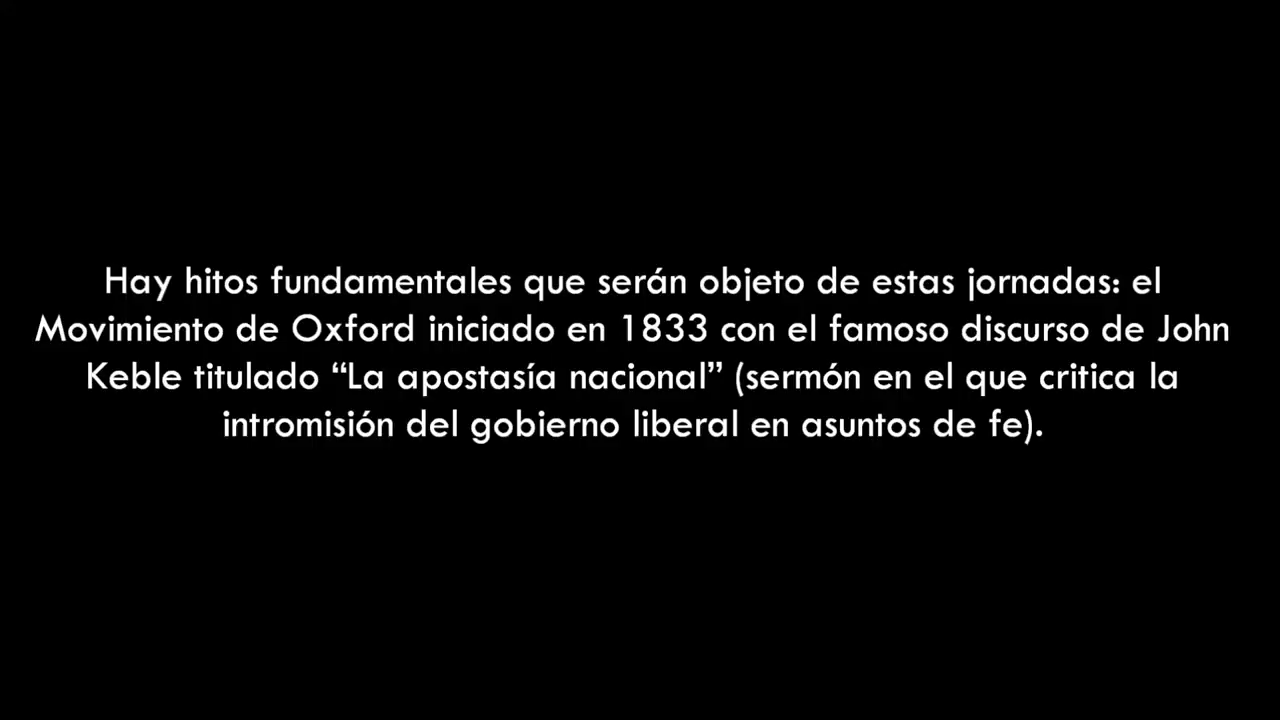 Hay hitos fundamentales que serán objeto de estas jornadas: el
Movimiento de Oxford iniciado en 1833 con el famoso discurso de John
Keble titulado “La apostasía nacional” (sermón en el que critica la
intromisión del gobierno liberal en asuntos de fe).